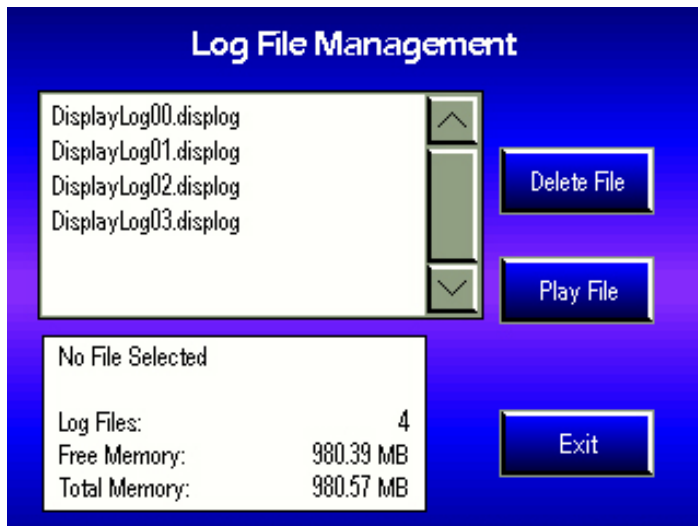 Log File Management
DisplayLog00.displog
DisplayLog01.displog
DisplayLog02.displog
DisplayLog03.displog
Delete File
Play File
No File Selected
Log Files: 4
Free Memory: 980.39 MB
Total Memory: 980.57 MB
Exit